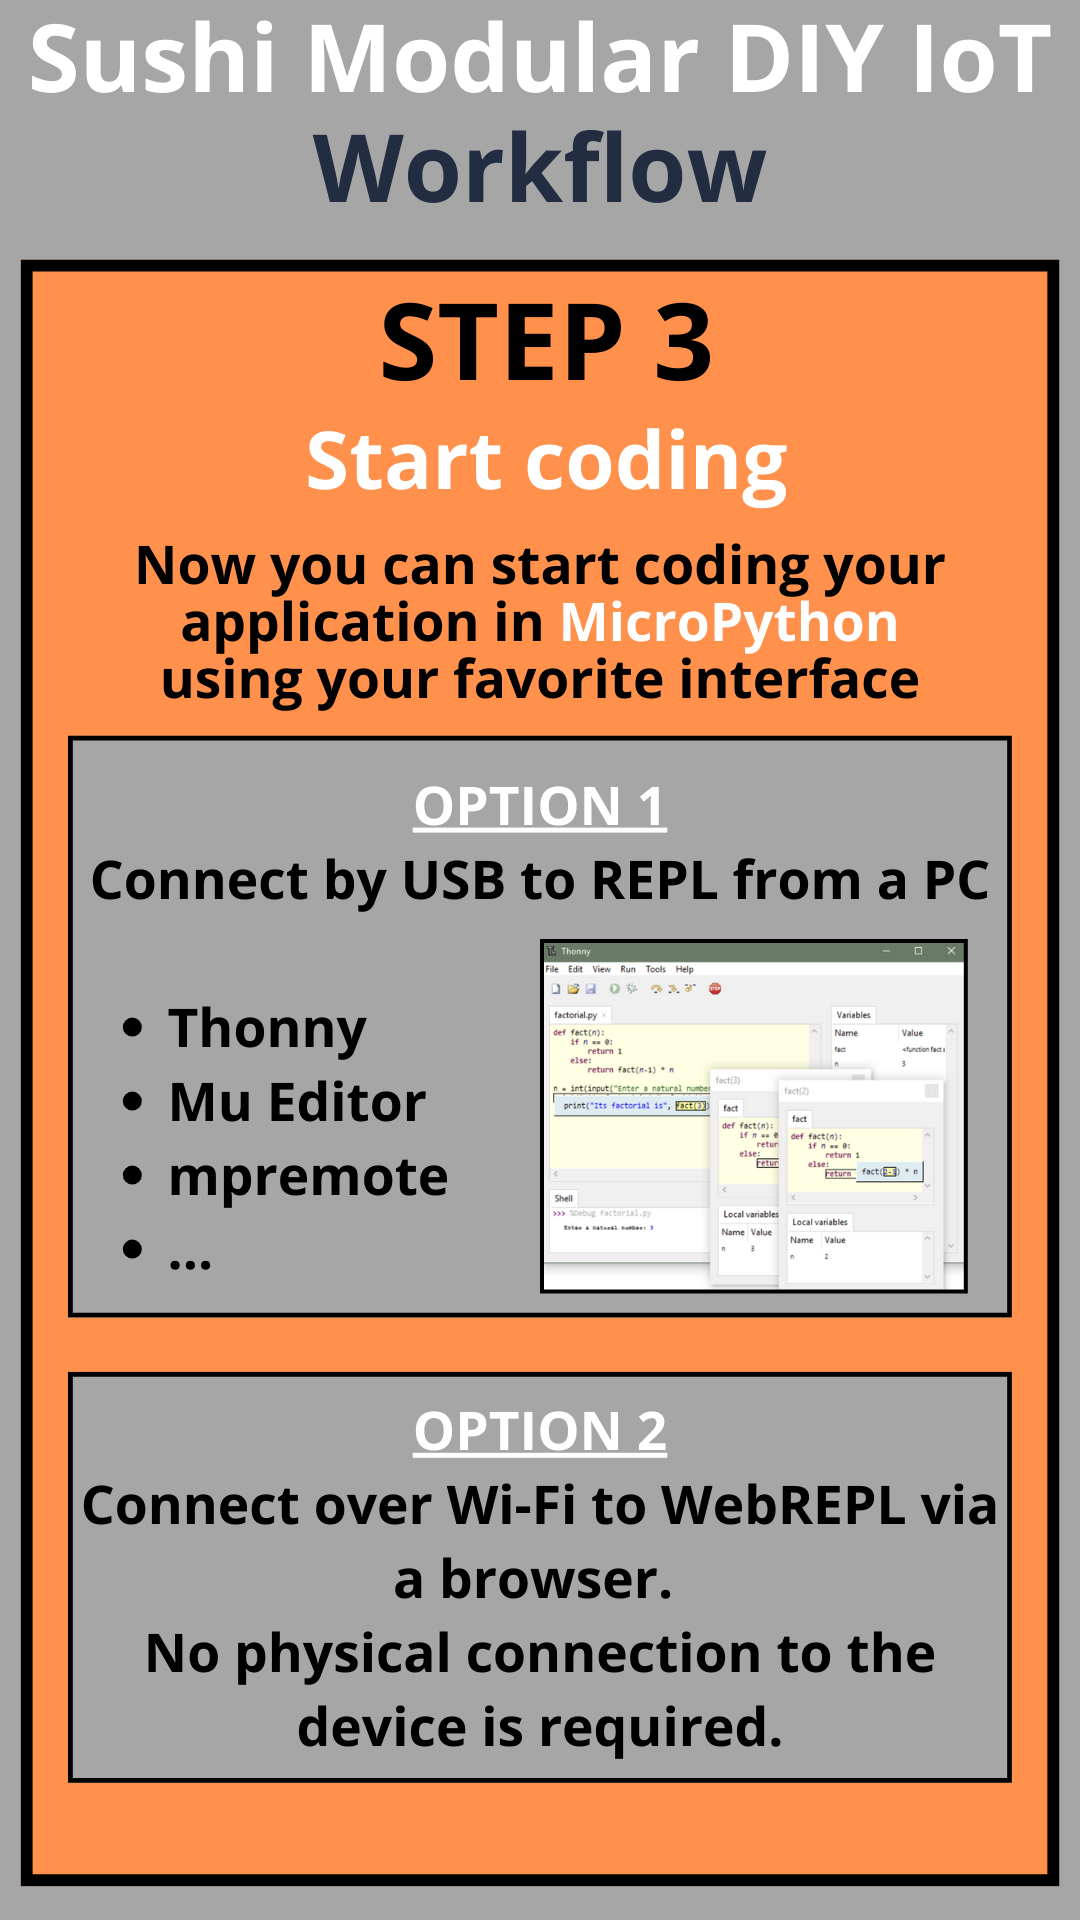 Sushi Modular DIY IoT
Workflow
STEP 3
Start coding
Now you can start coding your
application in MicroPython
using your favorite interface
OPTION 1
Connect by USB to REPL from a PC
• Thonny
• Mu Editor
• mpremote
• ...
Thonny
File Edit View Run Tools Help
factorial.py
def fact(n):
if n == 0:
return 1
else:
return fact(n-1) * n
n = int(input("Enter a natural
print("Its factorial is", fact(3))
Shell
>>> %Debug factorial.py
Enter a natural number: 3
Variables
Name Value
fact <function fact
n 3
fact(3)
fact
def fact(n):
if n == 0
return
else:
return
Local variables
Name Value
n 3
fact(2)
fact
def fact(n):
if n == 0:
return 1
else:
return fact(2-1) * n
Local variables
Name Value
n 2
OPTION 2
Connect over Wi-Fi to WebREPL via
a browser.
No physical connection to the
device is required.